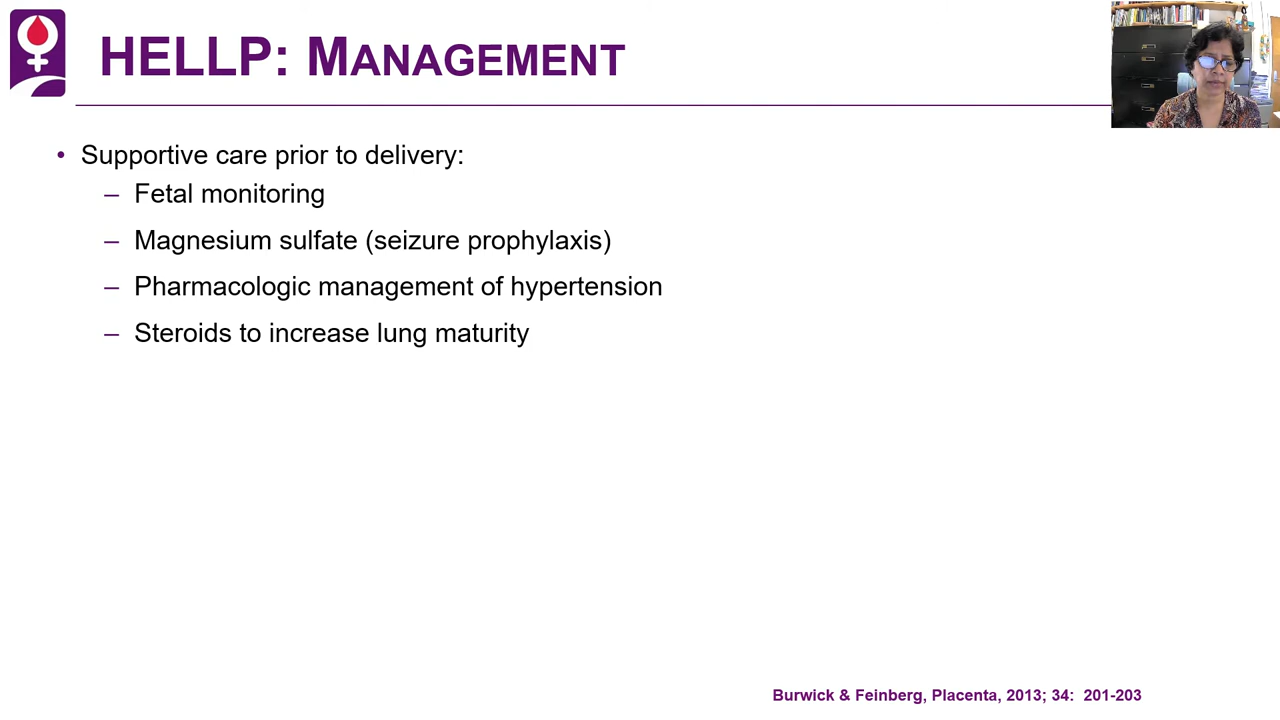 HELLP: MANAGEMENT
• Supportive care prior to delivery:
– Fetal monitoring
– Magnesium sulfate (seizure prophylaxis)
– Pharmacologic management of hypertension
– Steroids to increase lung maturity
Burwick & Feinberg, Placenta, 2013; 34: 201-203